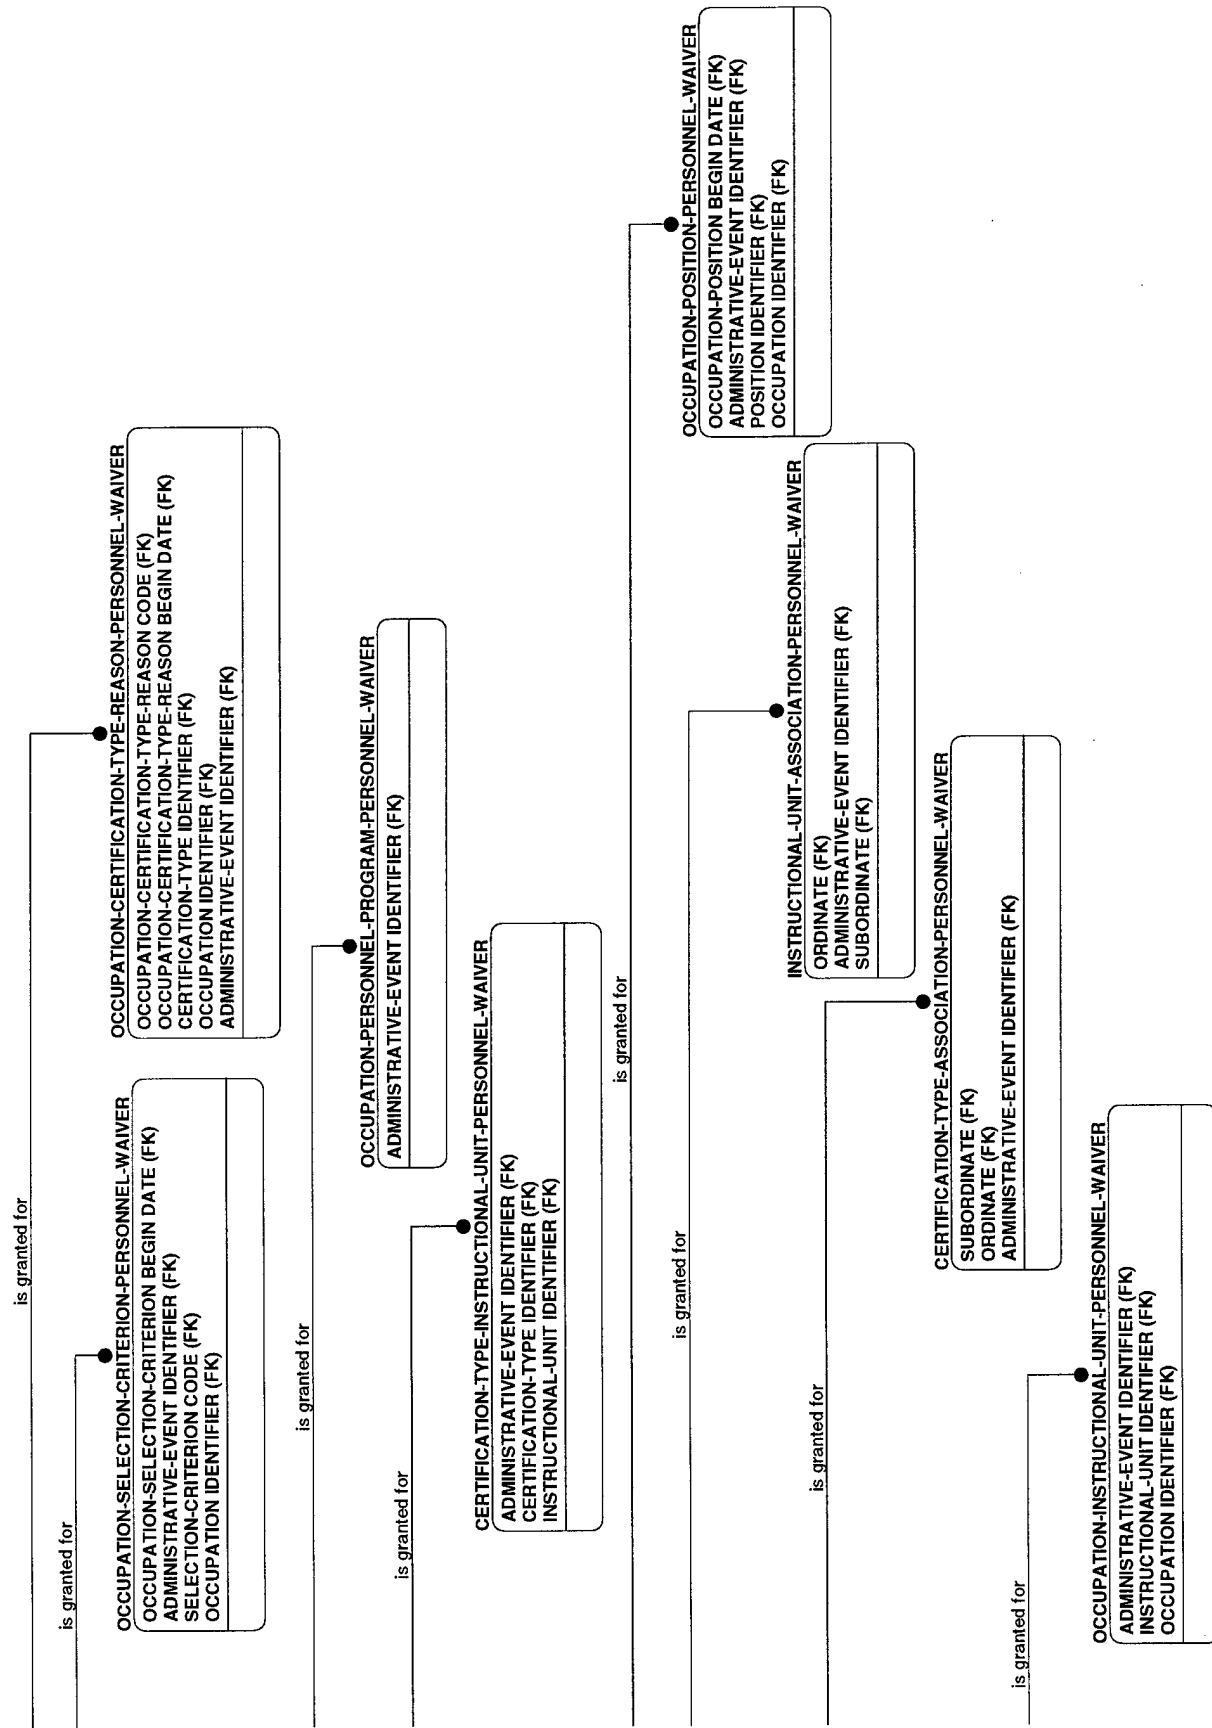 is granted for
OCCUPATION-CERTIFICATION-TYPE-REASON-PERSONNEL-WAIVER
OCCUPATION-CERTIFICATION-TYPE-REASON CODE (FK)
OCCUPATION-CERTIFICATION-TYPE-REASON BEGIN DATE (FK)
CERTIFICATION-TYPE IDENTIFIER (FK)
OCCUPATION IDENTIFIER (FK)
ADMINISTRATIVE-EVENT IDENTIFIER (FK)
is granted for
OCCUPATION-SELECTION-CRITERION-PERSONNEL-WAIVER
OCCUPATION-SELECTION-CRITERION BEGIN DATE (FK)
ADMINISTRATIVE-EVENT IDENTIFIER (FK)
SELECTION-CRITERION CODE (FK)
OCCUPATION IDENTIFIER (FK)
is granted for
OCCUPATION-PERSONNEL-PROGRAM-PERSONNEL-WAIVER
ADMINISTRATIVE-EVENT IDENTIFIER (FK)
is granted for
CERTIFICATION-TYPE-INSTRUCTIONAL-UNIT-PERSONNEL-WAIVER
ADMINISTRATIVE-EVENT IDENTIFIER (FK)
CERTIFICATION-TYPE IDENTIFIER (FK)
INSTRUCTIONAL-UNIT IDENTIFIER (FK)
is granted for
OCCUPATION-POSITION-PERSONNEL-WAIVER
OCCUPATION-POSITION BEGIN DATE (FK)
ADMINISTRATIVE-EVENT IDENTIFIER (FK)
POSITION IDENTIFIER (FK)
OCCUPATION IDENTIFIER (FK)
is granted for
INSTRUCTIONAL-UNIT-ASSOCIATION-PERSONNEL-WAIVER
ORDINATE (FK)
ADMINISTRATIVE-EVENT IDENTIFIER (FK)
SUBORDINATE (FK)
is granted for
CERTIFICATION-TYPE-ASSOCIATION-PERSONNEL-WAIVER
SUBORDINATE (FK)
ORDINATE (FK)
ADMINISTRATIVE-EVENT IDENTIFIER (FK)
is granted for
OCCUPATION-INSTRUCTIONAL-UNIT-PERSONNEL-WAIVER
ADMINISTRATIVE-EVENT IDENTIFIER (FK)
INSTRUCTIONAL-UNIT IDENTIFIER (FK)
OCCUPATION IDENTIFIER (FK)